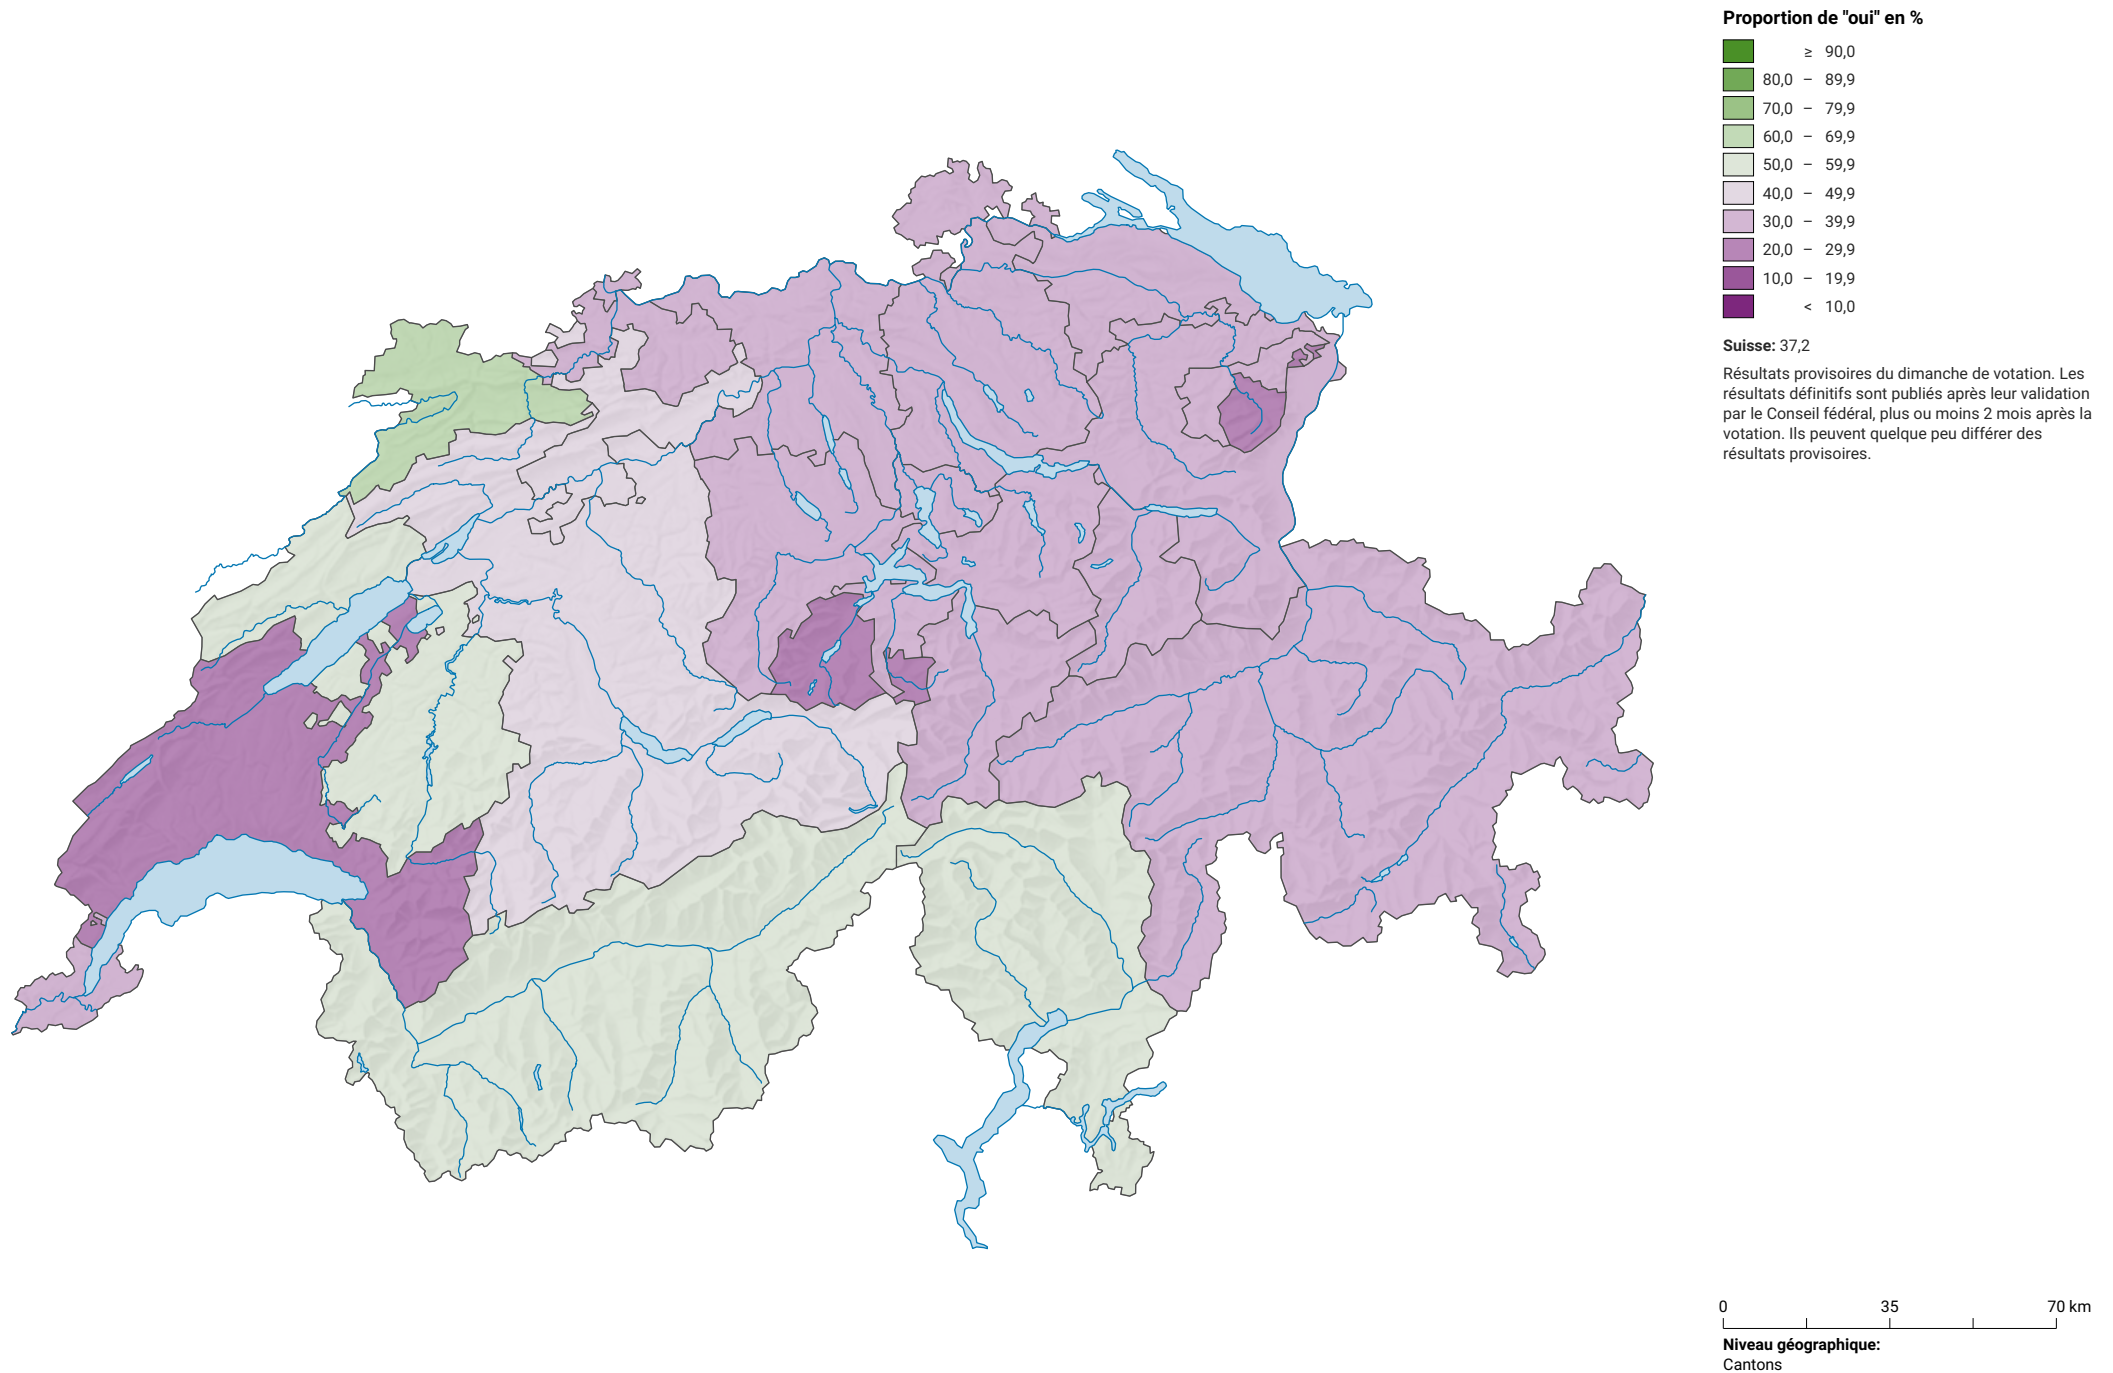 Proportion de "oui" en %
≥ 90,0
80,0 – 89,9
70,0 – 79,9
60,0 – 69,9
50,0 – 59,9
40,0 – 49,9
30,0 – 39,9
20,0 – 29,9
10,0 – 19,9
< 10,0
Suisse: 37,2
Résultats provisoires du dimanche de votation. Les
résultats définitifs sont publiés après leur validation
par le Conseil fédéral, plus ou moins 2 mois après la
votation. Ils peuvent quelque peu différer des
résultats provisoires.
0 35 70 km
Niveau géographique:
Cantons